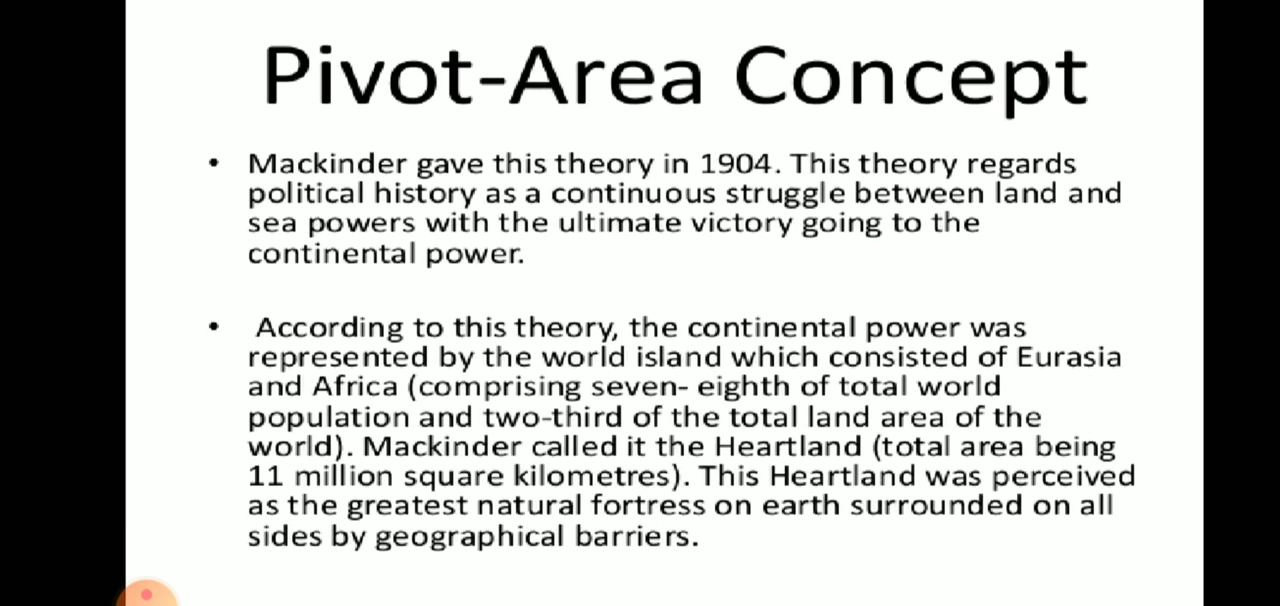 Pivot-Area Concept
• Mackinder gave this theory in 1904. This theory regards
political history as a continuous struggle between land and
sea powers with the ultimate victory going to the
continental power.
• According to this theory, the continental power was
represented by the world island which consisted of Eurasia
and Africa (comprising seven- eighth of total world
population and two-third of the total land area of the
world). Mackinder called it the Heartland (total area being
11 million square kilometres). This Heartland was perceived
as the greatest natural fortress on earth surrounded on all
sides by geographical barriers.